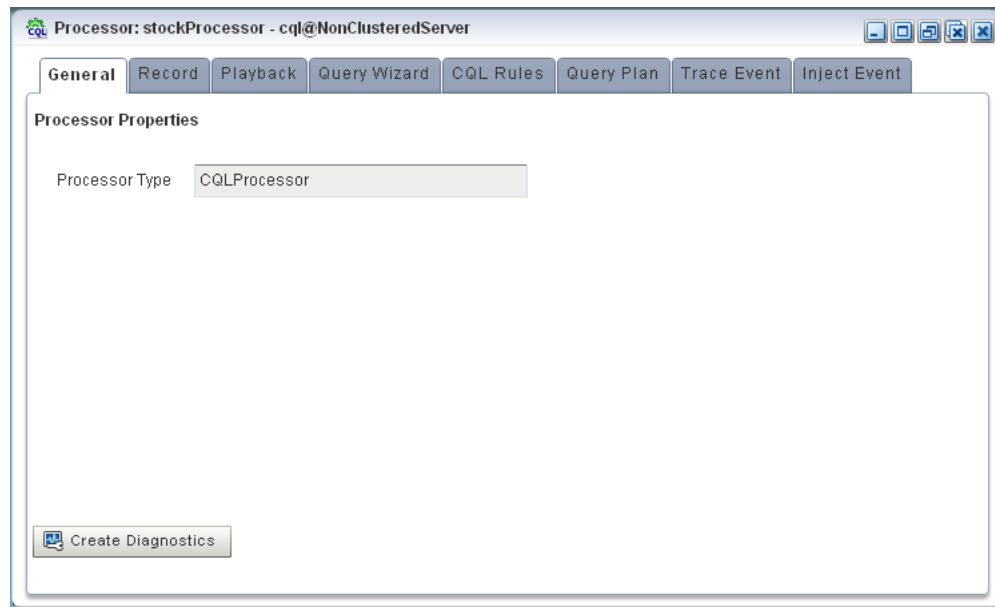 CQL Processor: stockProcessor - cql@NonClusteredServer
General Record Playback Query Wizard CQL Rules Query Plan Trace Event Inject Event
Processor Properties
Processor Type CQLProcessor
Create Diagnostics